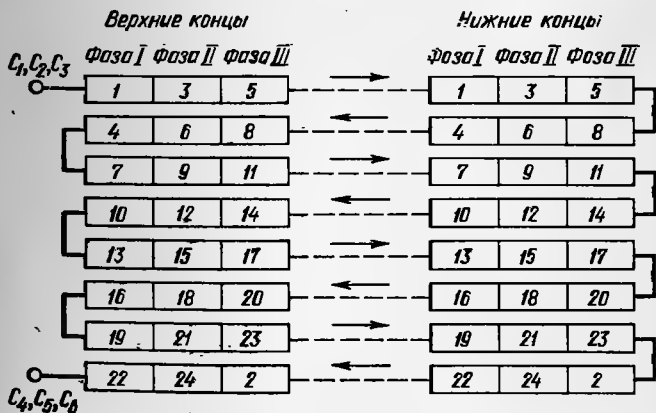 Верхние концы Нижние концы
Фаза I Фаза II Фаза III Фаза I Фаза II Фаза III
C₁, C₂, C₃ 1 3 5 1 3 5
4 6 8 4 6 8
7 9 11 7 9 11
10 12 14 10 12 14
13 15 17 13 15 17
16 18 20 16 18 20
19 21 23 19 21 23
C₄, C₅, C₆ 22 24 2 22 24 2